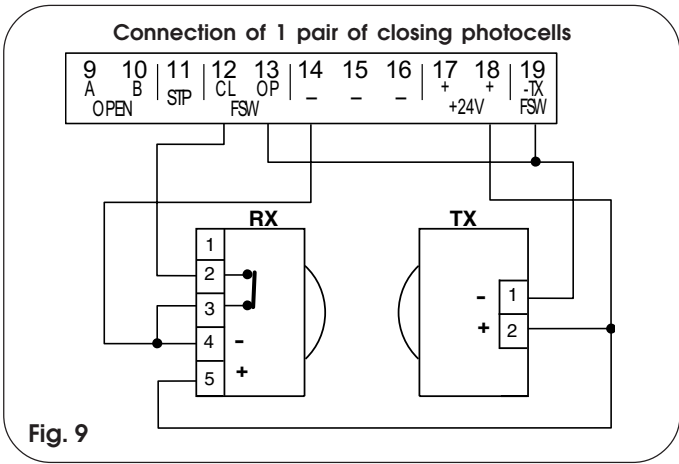 Connection of 1 pair of closing photocells
9 10 11 12 13 14 15 16 17 18 19
A B STP CL OP – – – + + -TX
OPEN FSW +24V FSW
RX TX
1
2
3
4 -
5 +
- 1
+ 2
Fig. 9